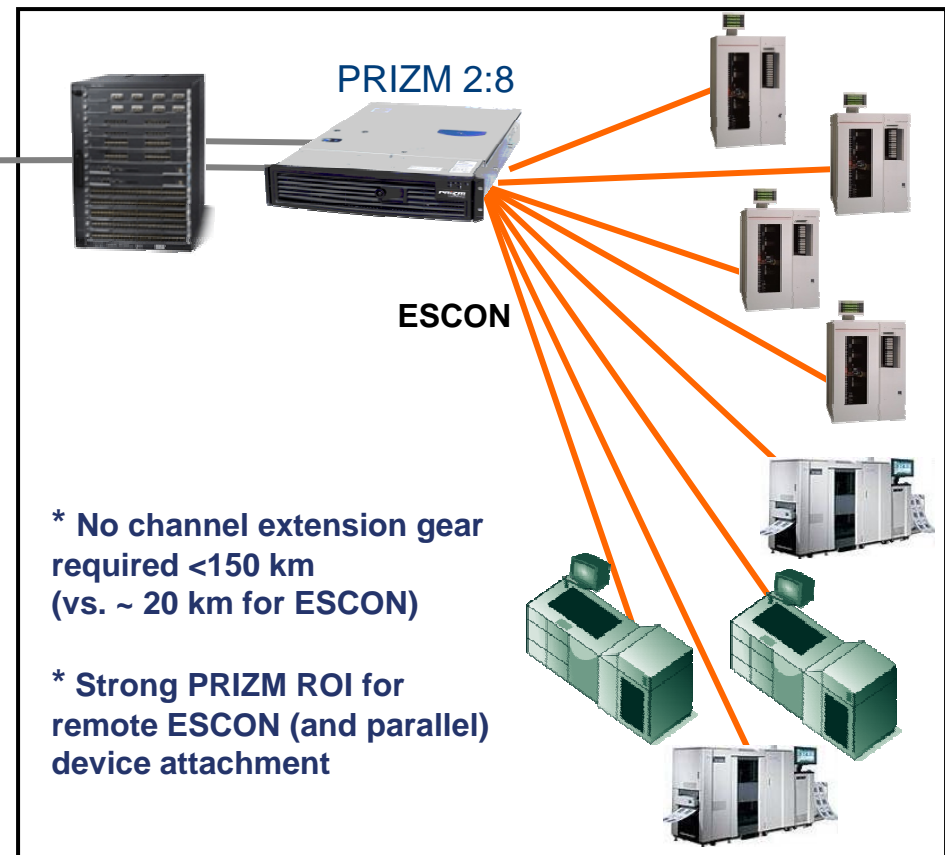 PRIZM 2:8
ESCON
* No channel extension gear
required <150 km
(vs. ~ 20 km for ESCON)
* Strong PRIZM ROI for
remote ESCON (and parallel)
device attachment